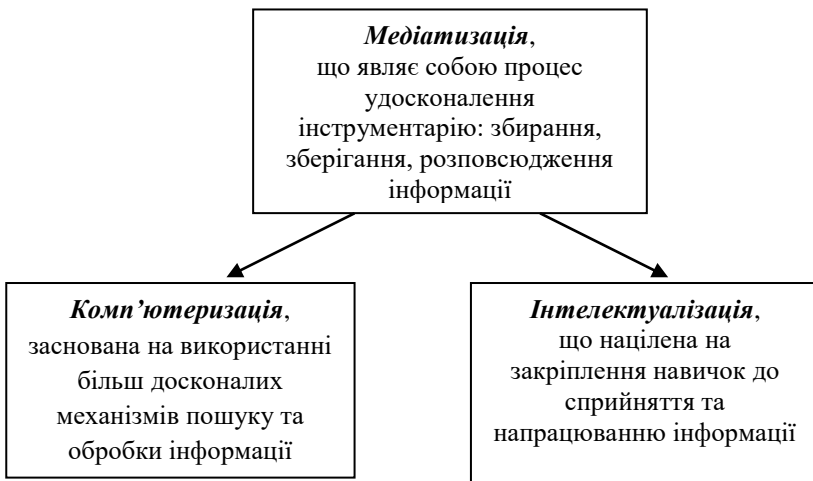 Медіатизація,
що являє собою процес
удосконалення
інструментарію: збирання,
зберігання, розповсюдження
інформації
Комп’ютеризація,
заснована на використанні
більш досконалих
механізмів пошуку та
обробки інформації
Інтелектуалізація,
що націлена на
закріплення навичок до
сприйняття та
напрацюванню інформації